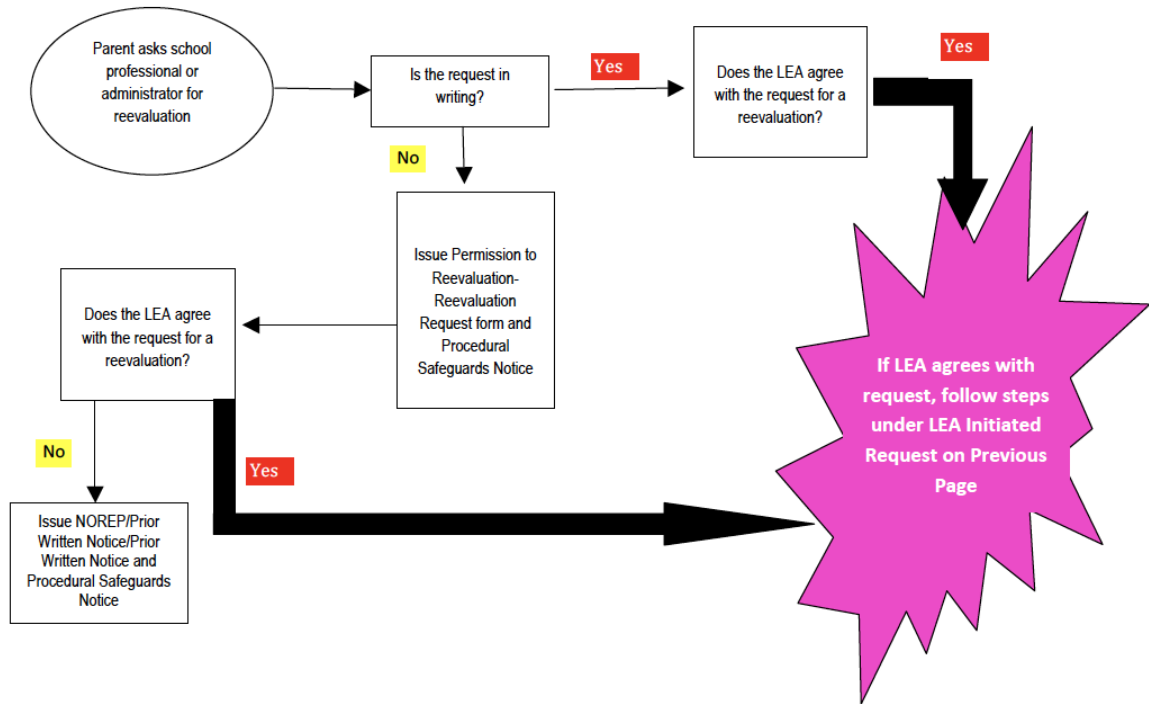 Parent asks school
professional or
administrator for
reevaluation
Is the request in
writing?
Yes
Does the LEA agree
with the request for a
reevaluation?
Yes
No
Issue Permission to
Reevaluation-
Reevaluation
Request form and
Procedural
Safeguards Notice
Does the LEA agree
with the request for a
reevaluation?
No
Yes
Issue NOREP/Prior
Written Notice/Prior
Written Notice and
Procedural Safeguards
Notice
If LEA agrees with
request, follow steps
under LEA Initiated
Request on Previous
Page